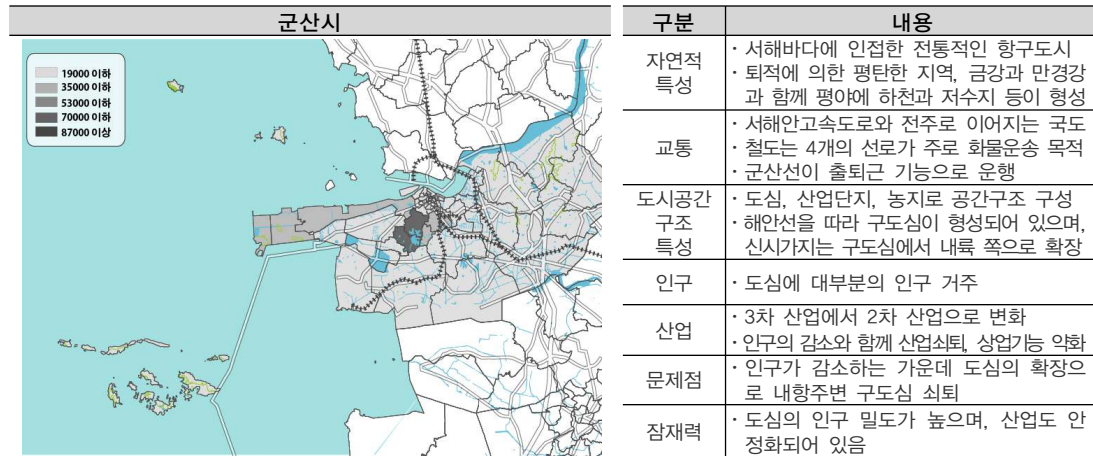 군산시
19000 이하
35000 이하
53000 이하
70000 이하
87000 이상
구분 내용
자연적
특성
· 서해바다에 인접한 전통적인 항구도시
· 퇴적에 의한 평탄한 지역, 금강과 만경강
과 함께 평야에 하천과 저수지 등이 형성
교통
· 서해안고속도로와 전주로 이어지는 국도
· 철도는 4개의 선로가 주로 화물운송 목적
· 군산선이 출퇴근 기능으로 운행
도시공간
구조
특성
· 도심, 산업단지, 농지로 공간구조 구성
· 해안선을 따라 구도심이 형성되어 있으며,
신시가지는 구도심에서 내륙 쪽으로 확장
인구
· 도심에 대부분의 인구 거주
산업
· 3차 산업에서 2차 산업으로 변화
· 인구의 감소와 함께 산업쇠퇴, 상업기능 약화
문제점
· 인구가 감소하는 가운데 도심의 확장으
로 내항주변 구도심 쇠퇴
잠재력
· 도심의 인구 밀도가 높으며, 산업도 안
정화되어 있음